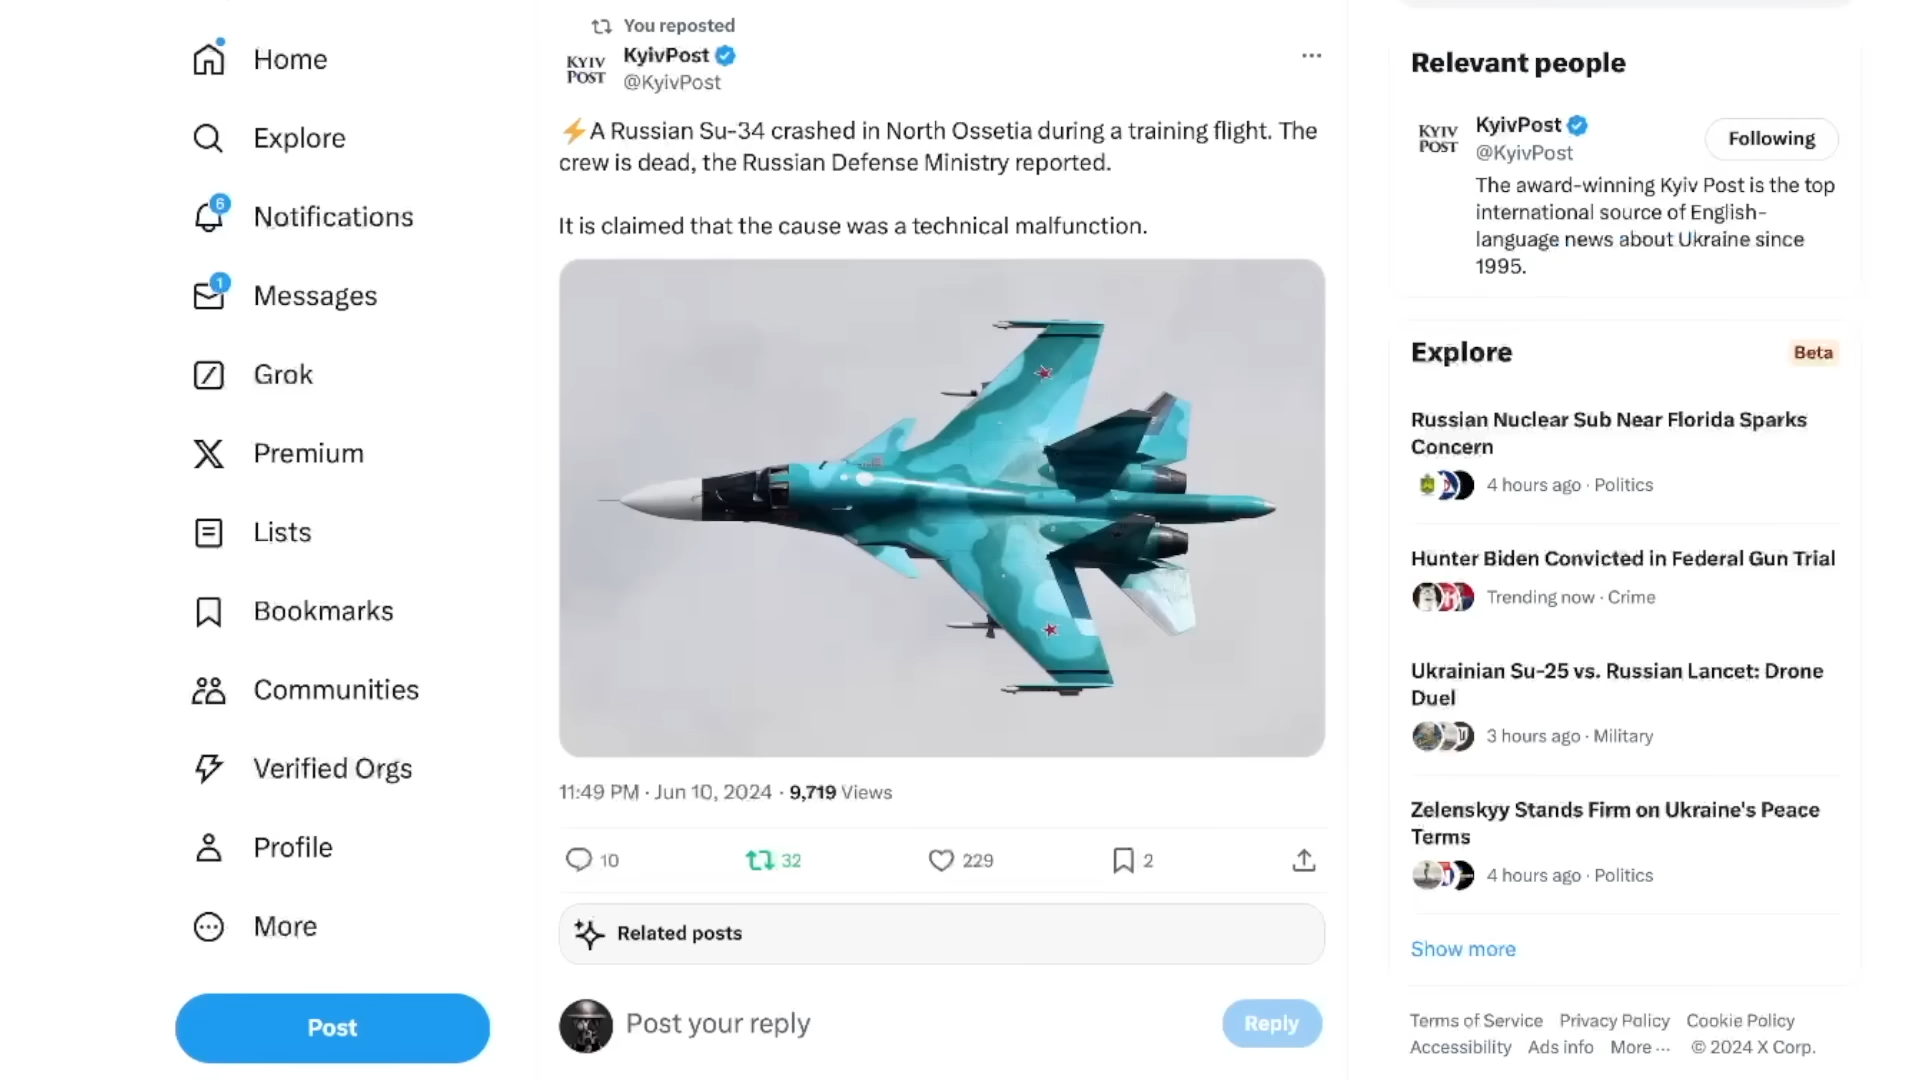 Home
Explore
6
Notifications
1
Messages
Grok
Premium
Lists
Bookmarks
Communities
Verified Orgs
Profile
More
Post
You reposted
KYIV
POST
KyivPost
@KyivPost
⚡A Russian Su-34 crashed in North Ossetia during a training flight. The
crew is dead, the Russian Defense Ministry reported.
It is claimed that the cause was a technical malfunction.
11:49 PM · Jun 10, 2024 · 9,719 Views
10
32
229
2
Related posts
Post your reply
Reply
Relevant people
KYIV
POST
KyivPost
@KyivPost
Following
The award-winning Kyiv Post is the top
international source of English-
language news about Ukraine since
1995.
Explore
Beta
Russian Nuclear Sub Near Florida Sparks
Concern
4 hours ago · Politics
Hunter Biden Convicted in Federal Gun Trial
Trending now · Crime
Ukrainian Su-25 vs. Russian Lancet: Drone
Duel
3 hours ago · Military
Zelenskyy Stands Firm on Ukraine's Peace
Terms
4 hours ago · Politics
Show more
Terms of Service Privacy Policy Cookie Policy
Accessibility Ads info More ··· © 2024 X Corp.